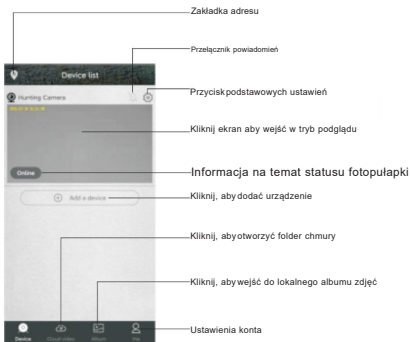 Zakładka adresu
Przełącznik powiadomień
Device list
Hunting Camera
Przycisk podstawowych ustawień
Kliknij ekran aby wejść w tryb podglądu
Online
Informacja na temat statusu fotopułapki
Add a device
Kliknij, aby dodać urządzenie
Kliknij, aby otworzyć folder chmury
Kliknij, aby wejść do lokalnego albumu zdjęć
Ustawienia konta
Device
Cloud video
Album
Me